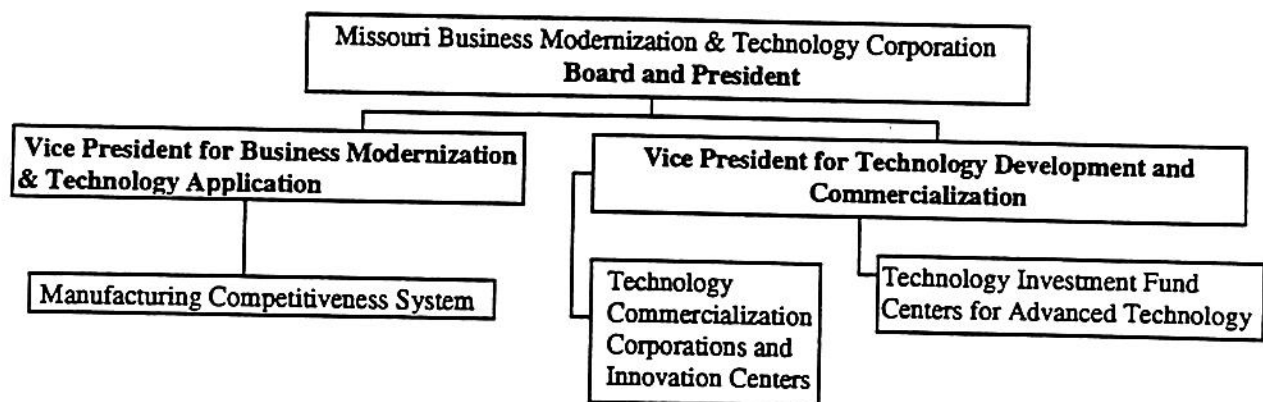 Missouri Business Modernization & Technology Corporation
Board and President
Vice President for Business Modernization
& Technology Application
Vice President for Technology Development and
Commercialization
Manufacturing Competitiveness System
Technology
Commercialization
Corporations and
Innovation Centers
Technology Investment Fund
Centers for Advanced Technology